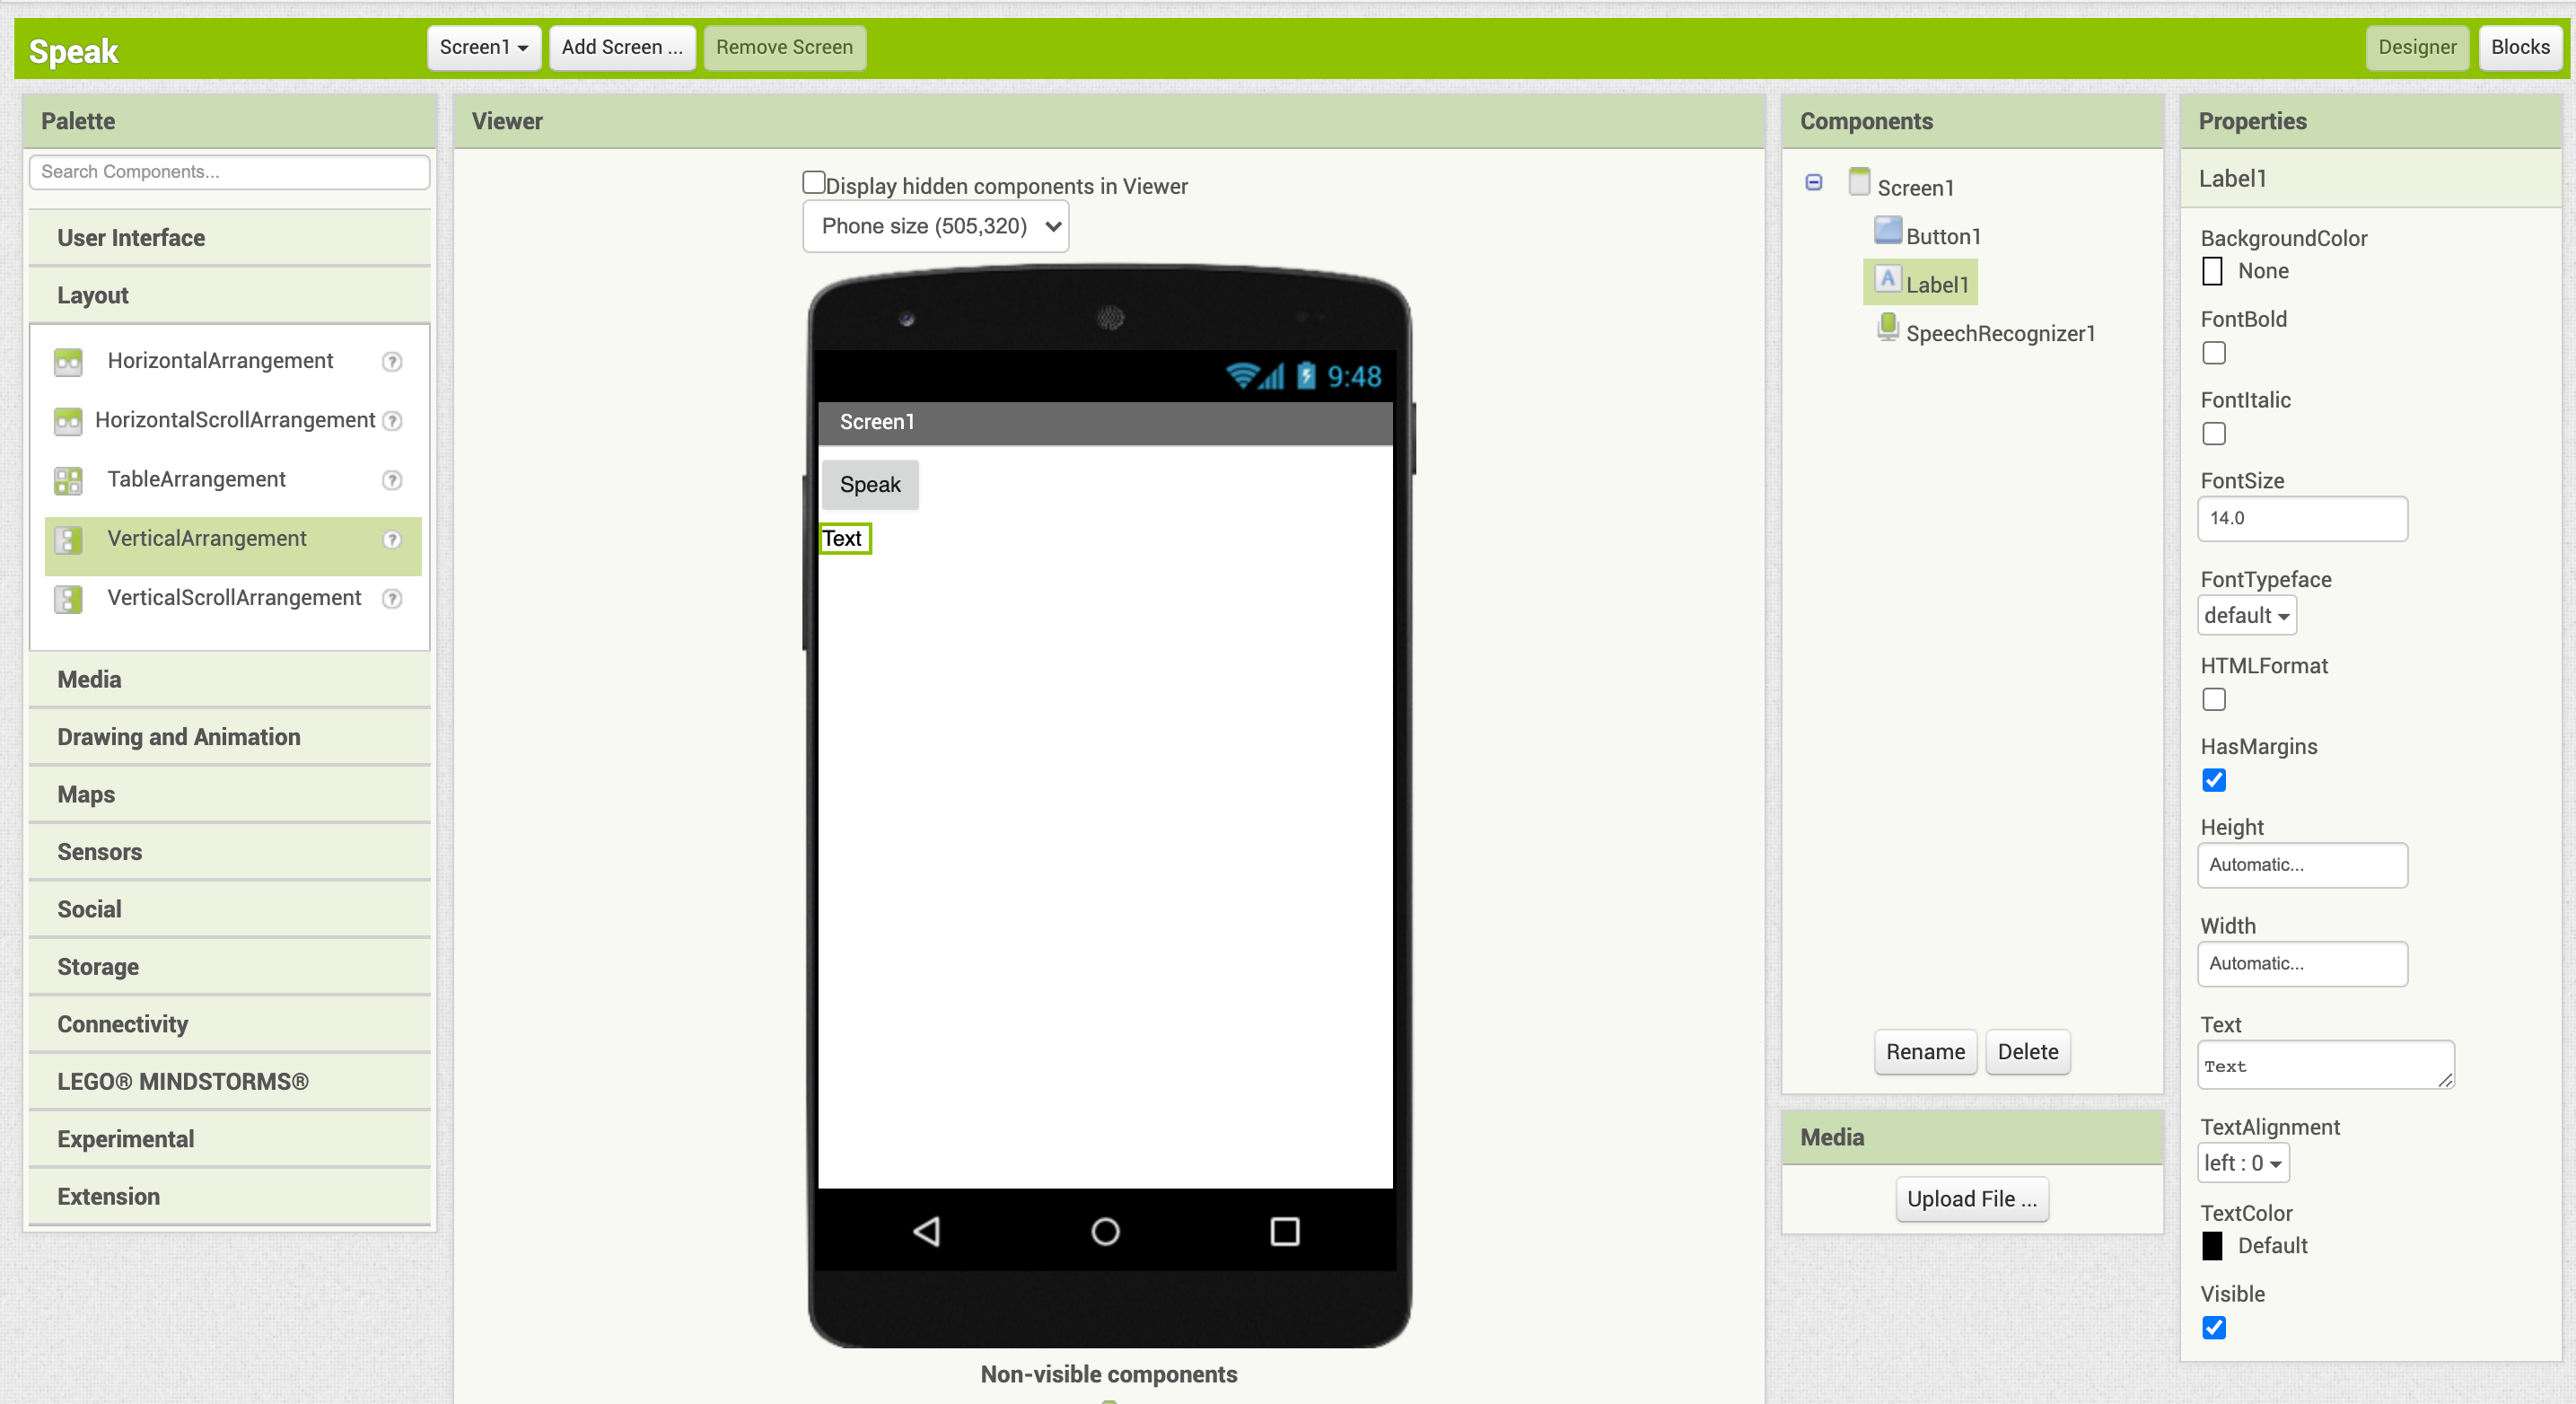 Speak
Screen1
Add Screen ...
Remove Screen
Designer
Blocks
Palette
Search Components...
User Interface
Layout
HorizontalArrangement
HorizontalScrollArrangement
TableArrangement
VerticalArrangement
VerticalScrollArrangement
Media
Drawing and Animation
Maps
Sensors
Social
Storage
Connectivity
LEGO® MINDSTORMS®
Experimental
Extension
Viewer
Display hidden components in Viewer
Phone size (505,320)
9:48
Screen1
Speak
Text
Non-visible components
Components
Screen1
Button1
A Label1
SpeechRecognizer1
Rename
Delete
Media
Upload File ...
Properties
Label1
BackgroundColor
None
FontBold
FontItalic
FontSize
14.0
FontTypeface
default
HTMLFormat
HasMargins
Height
Automatic...
Width
Automatic...
Text
Text
TextAlignment
left : 0
TextColor
Default
Visible